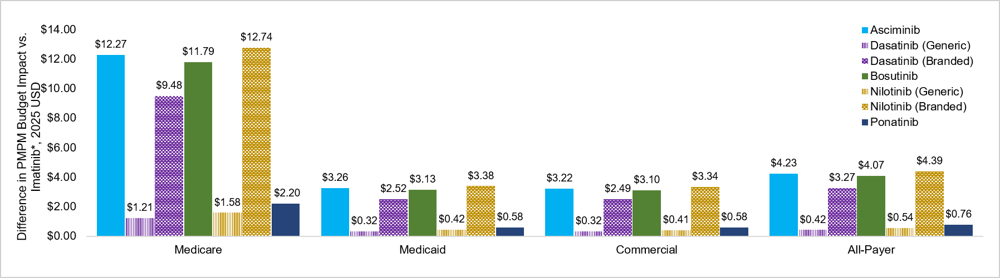 Difference in PMPM Budget Impact vs.
Imatinib*, 2025 USD
$14.00
$12.00
$10.00
$8.00
$6.00
$4.00
$2.00
$0.00
$12.27
$1.21
$9.48
$11.79
$1.58
$12.74
$2.20
$3.26
$0.32
$2.52
$3.13
$0.42
$3.38
$0.58
$3.22
$0.32
$2.49
$3.10
$0.41
$3.34
$0.58
$4.23
$0.42
$3.27
$4.07
$0.54
$4.39
$0.76
Medicare
Medicaid
Commercial
All-Payer
Asciminib
Dasatinib (Generic)
Dasatinib (Branded)
Bosutinib
Nilotinib (Generic)
Nilotinib (Branded)
Ponatinib